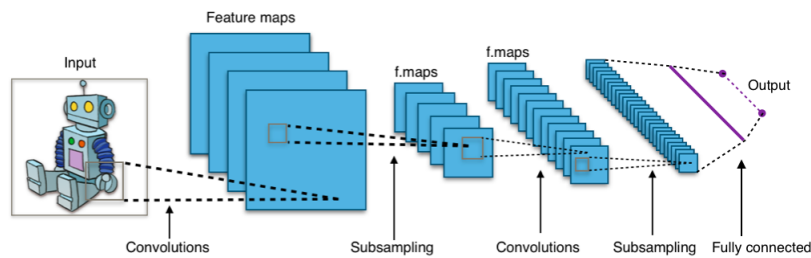 Feature maps
Input
f.maps
f.maps
Output
Convolutions
Subsampling
Convolutions
Subsampling
Fully connected